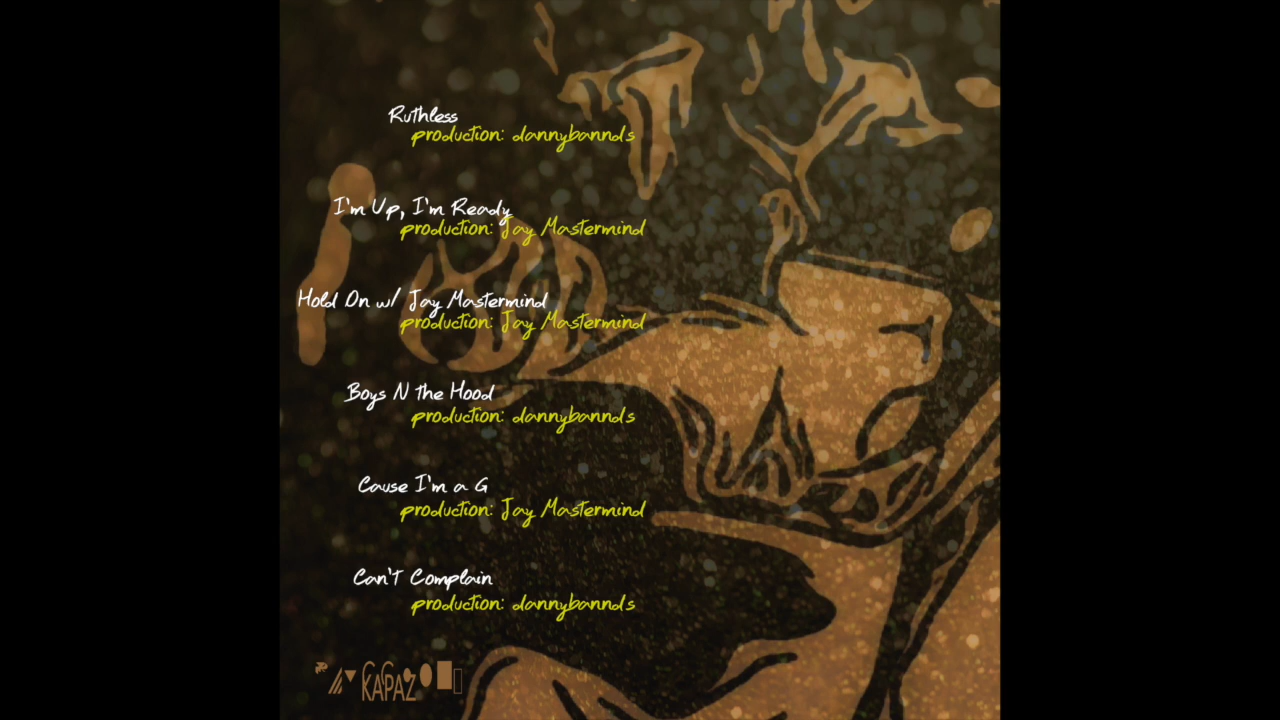 Ruthless
production: dannybannds
I'm Up, I'm Ready
production: Jay Mastermind
Hold On w/ Jay Mastermind
production: Jay Mastermind
Boys N the Hood
production: dannybannds
Cause I'm a G
production: Jay Mastermind
Can't Complain
production: dannybannds
KAPAZ